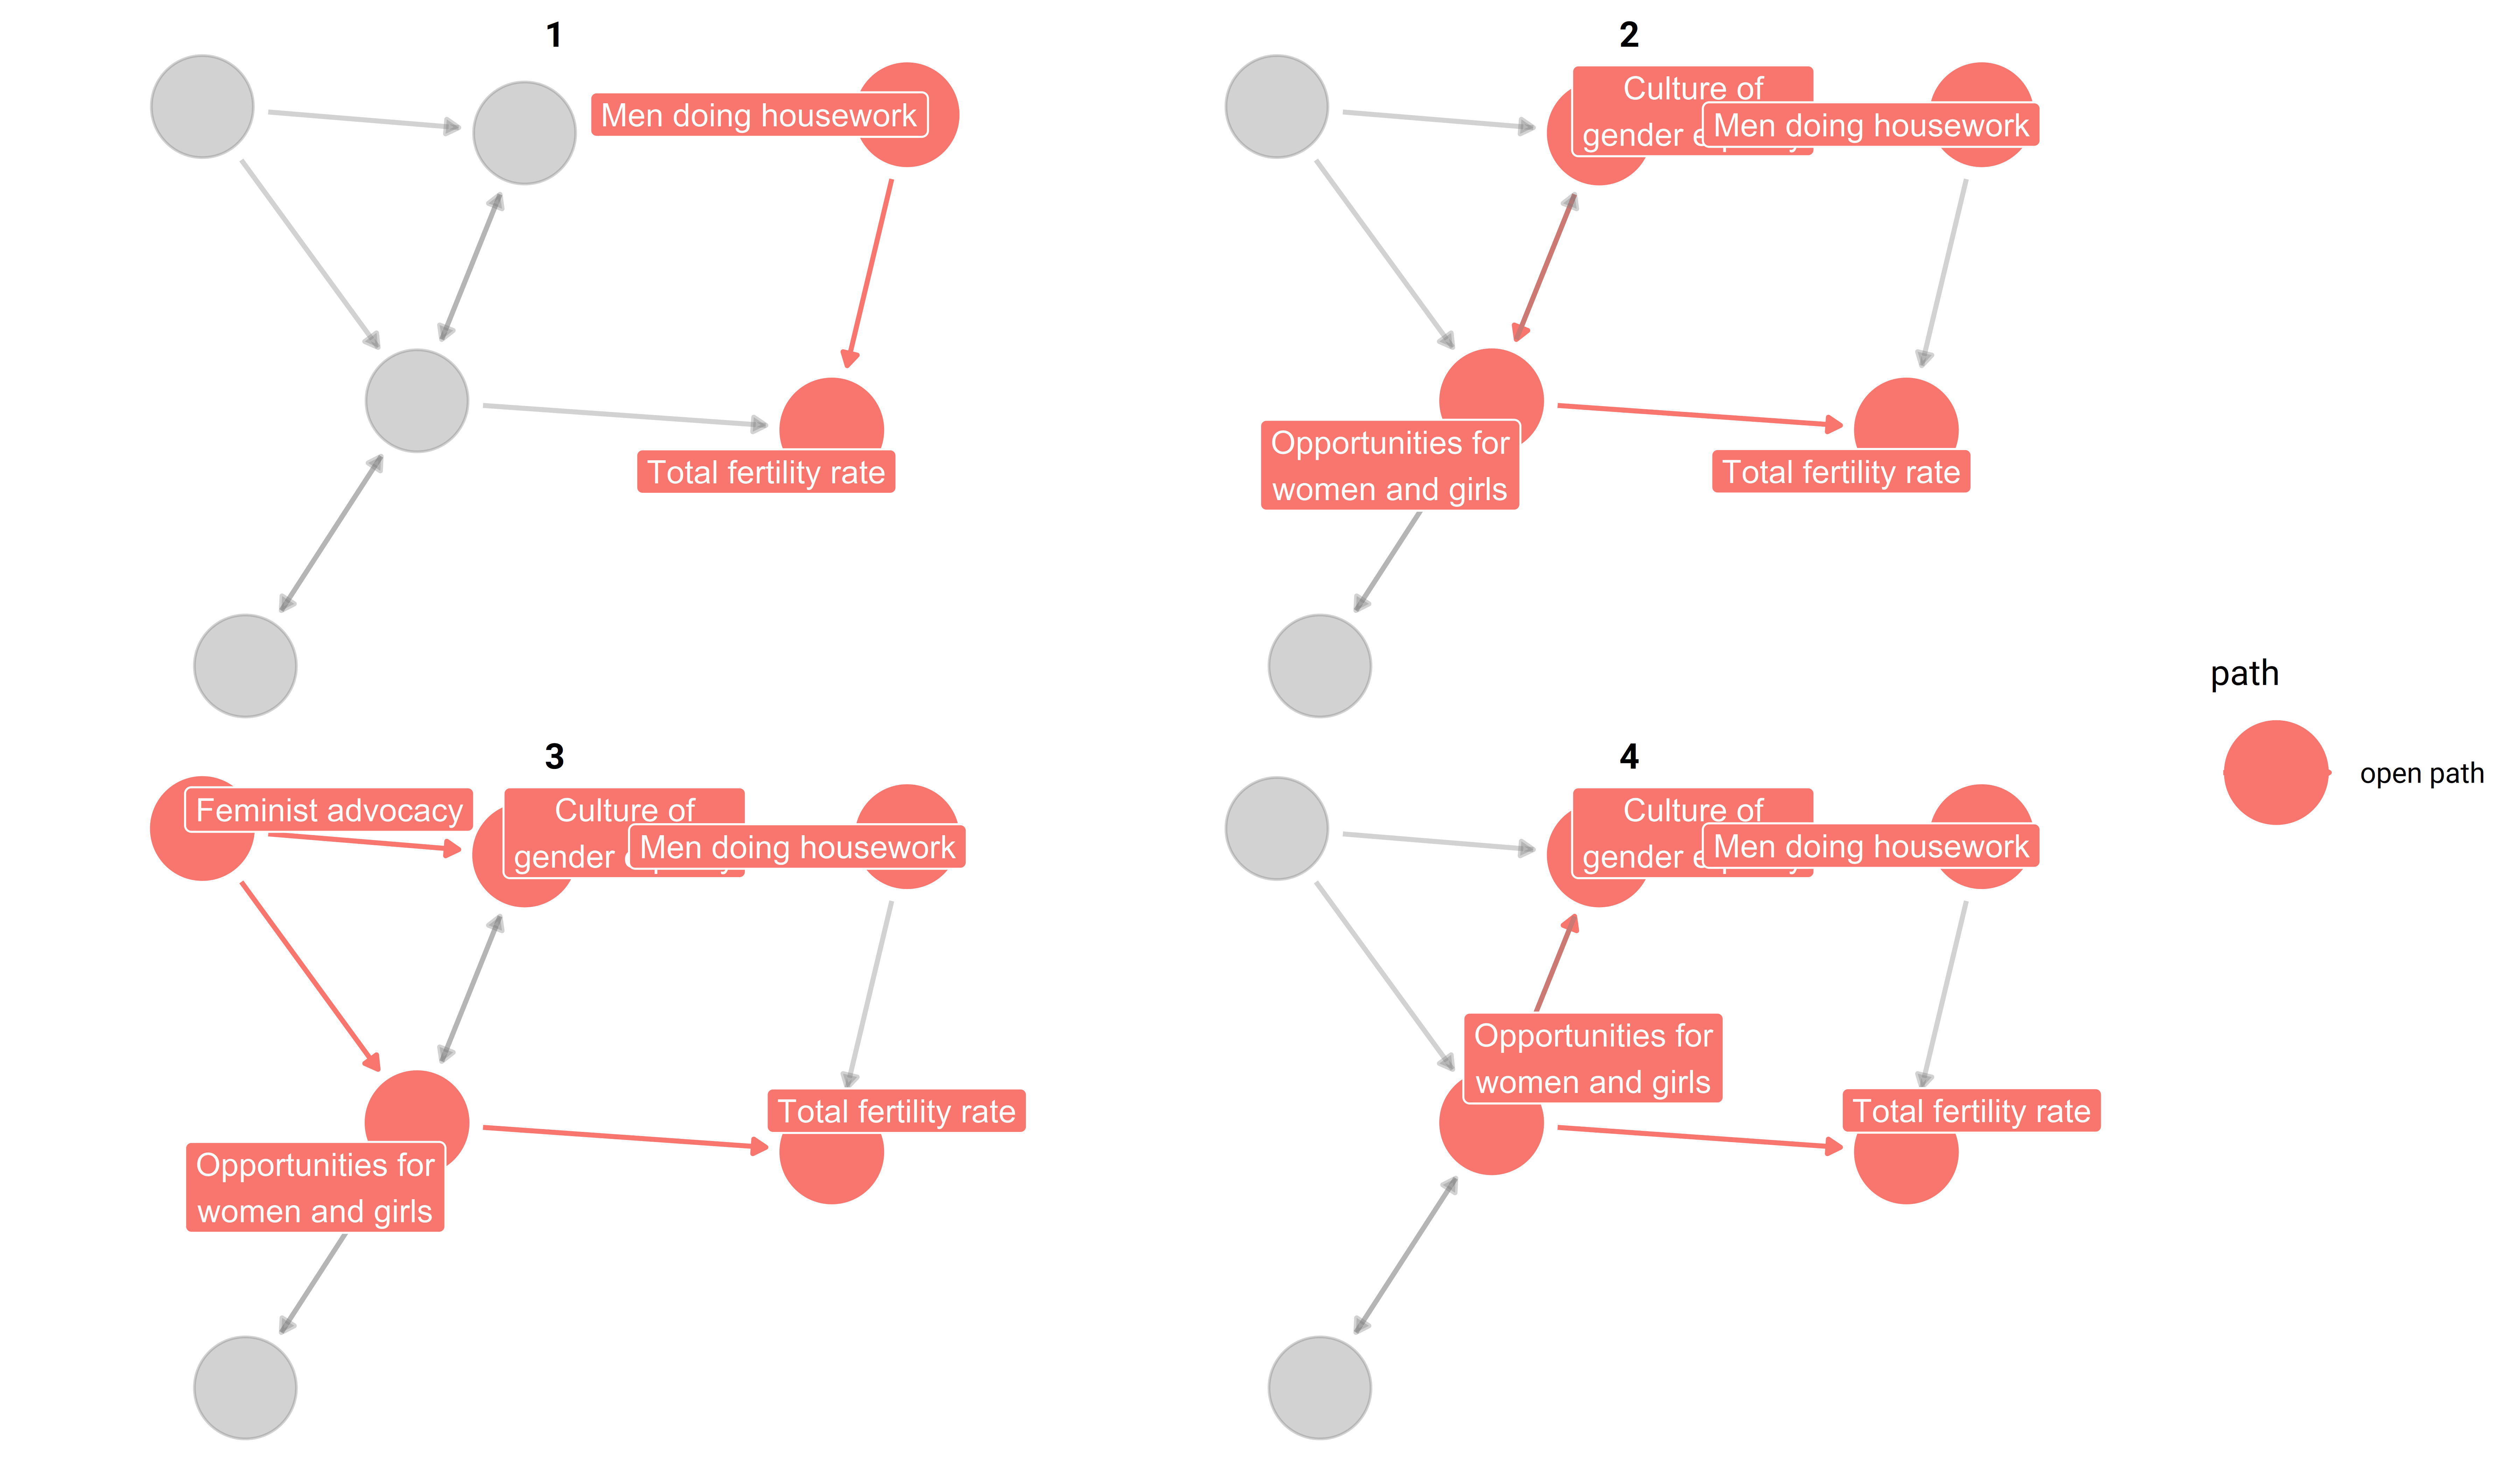 1
Men doing housework
Total fertility rate
2
Culture of
gender
Men doing housework
Opportunities for
women and girls
Total fertility rate
3
Feminist advocacy
Culture of
gender
Men doing housework
Opportunities for
women and girls
Total fertility rate
4
Culture of
gender
Men doing housework
Opportunities for
women and girls
Total fertility rate
path
open path